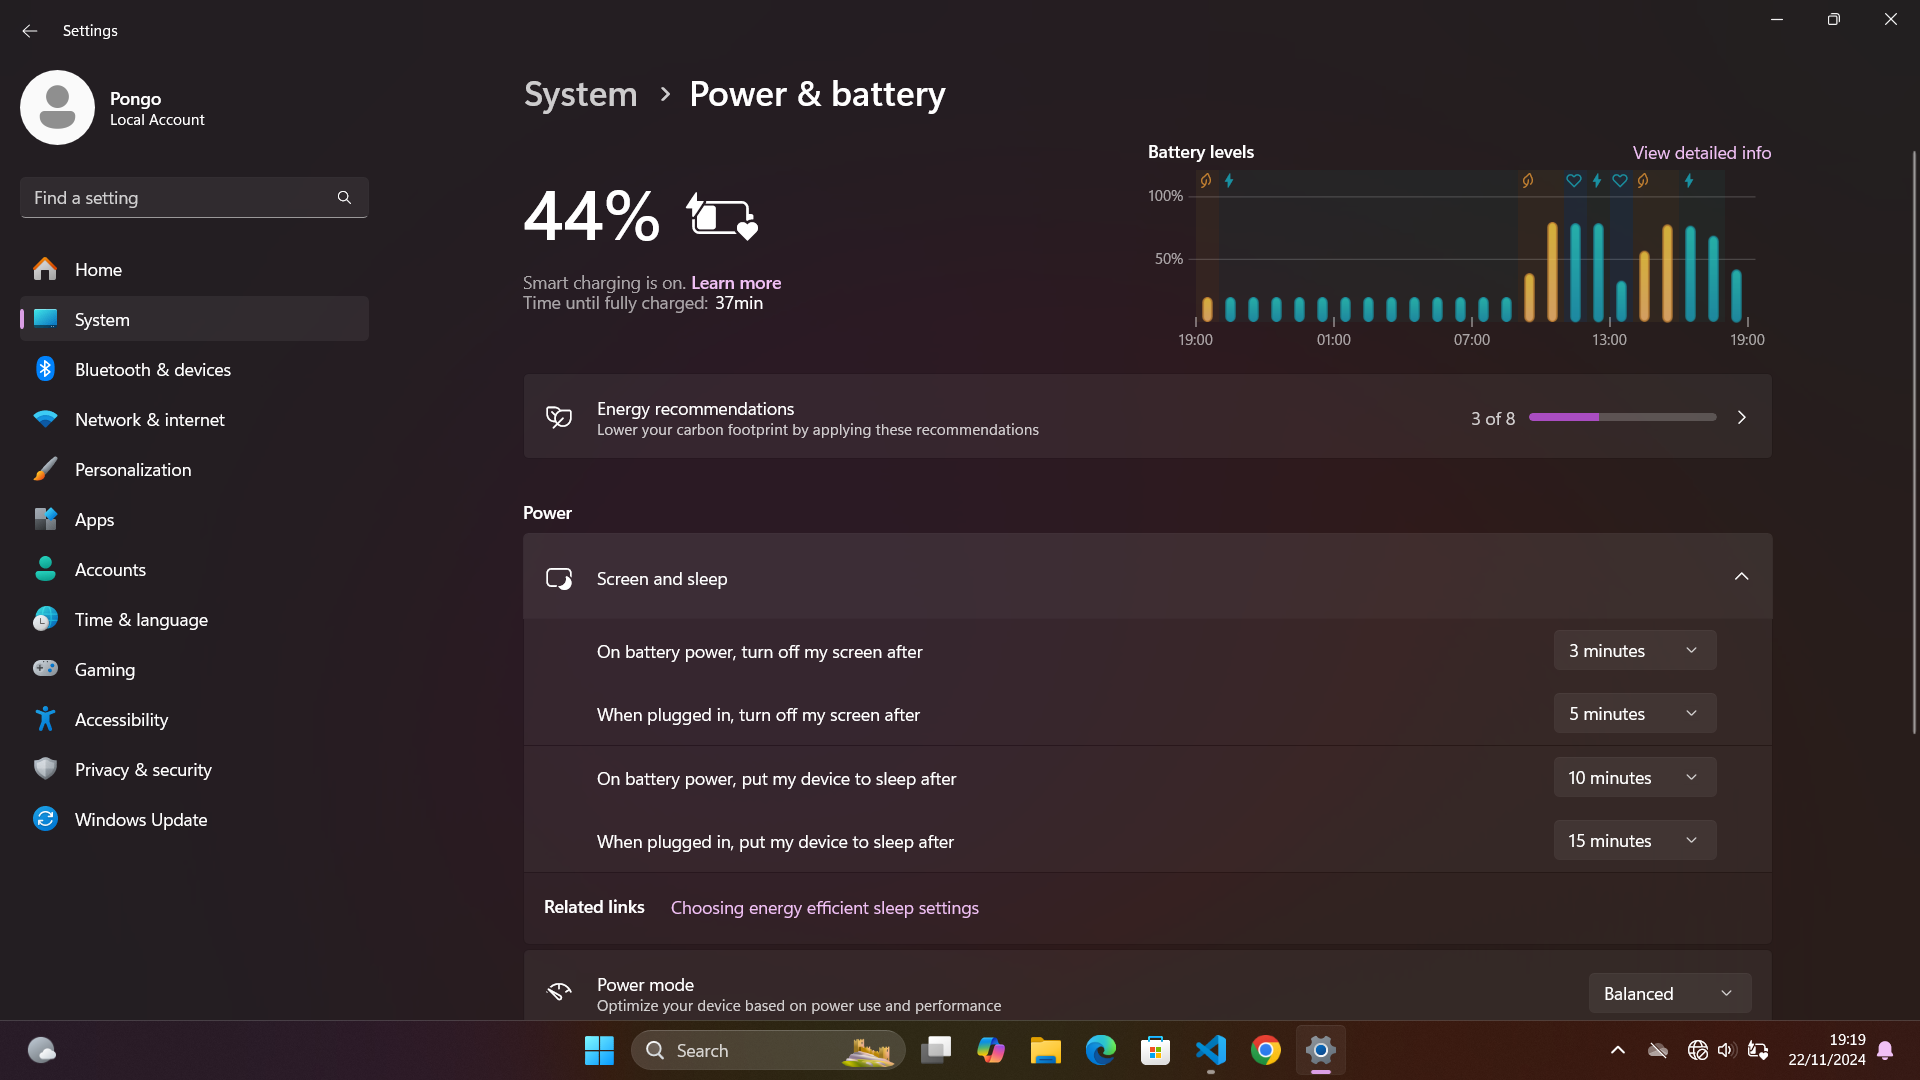 Settings
Pongo
Local Account
Find a setting
Home
System
Bluetooth & devices
Network & internet
Personalization
Apps
Accounts
Time & language
Gaming
Accessibility
Privacy & security
Windows Update
System > Power & battery
44%
Smart charging is on. Learn more
Time until fully charged: 37min
Battery levels
View detailed info
100%
50%
19:00 01:00 07:00 13:00 19:00
Energy recommendations
Lower your carbon footprint by applying these recommendations
3 of 8
Power
Screen and sleep
On battery power, turn off my screen after
3 minutes
When plugged in, turn off my screen after
5 minutes
On battery power, put my device to sleep after
10 minutes
When plugged in, put my device to sleep after
15 minutes
Related links Choosing energy efficient sleep settings
Power mode
Optimize your device based on power use and performance
Balanced
Search
19:19
22/11/2024